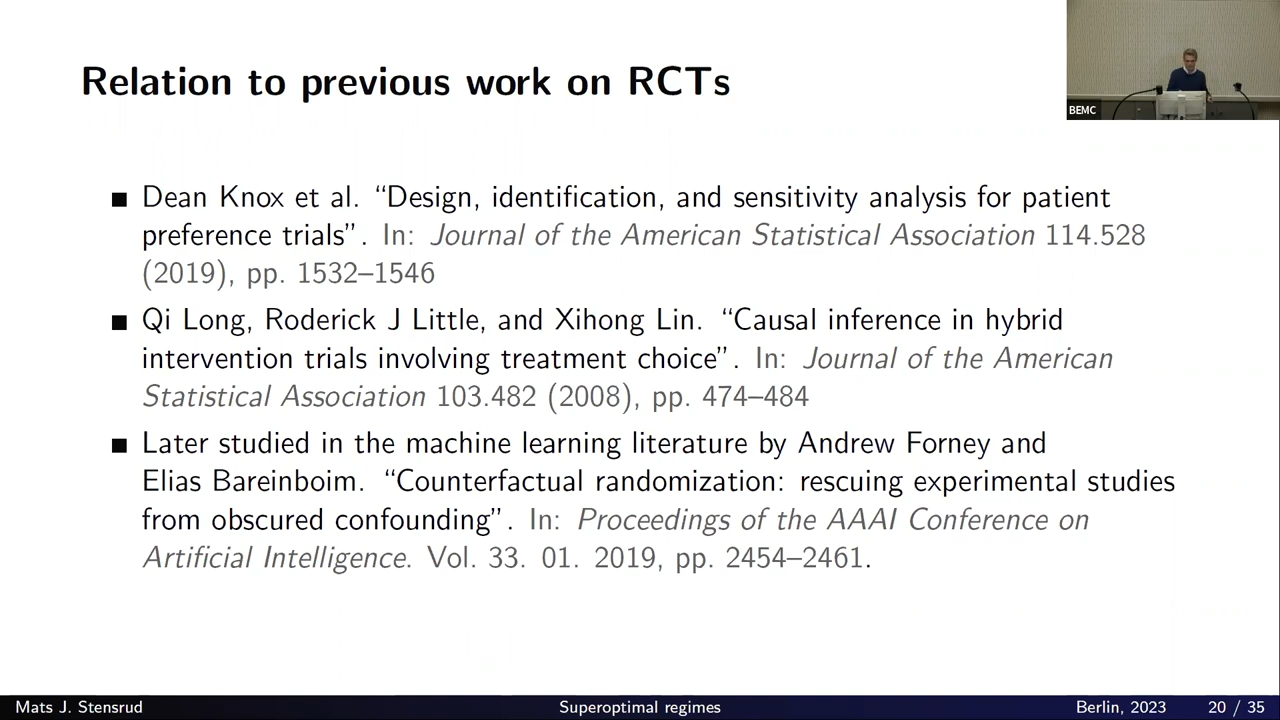 Relation to previous work on RCTs
BEMC
Dean Knox et al. “Design, identification, and sensitivity analysis for patient
preference trials”. In: Journal of the American Statistical Association 114.528
(2019), pp. 1532–1546
Qi Long, Roderick J Little, and Xihong Lin. “Causal inference in hybrid
intervention trials involving treatment choice”. In: Journal of the American
Statistical Association 103.482 (2008), pp. 474–484
Later studied in the machine learning literature by Andrew Forney and
Elias Bareinboim. “Counterfactual randomization: rescuing experimental studies
from obscured confounding”. In: Proceedings of the AAAI Conference on
Artificial Intelligence. Vol. 33. 01. 2019, pp. 2454–2461.
Mats J. Stensrud Superoptimal regimes Berlin, 2023 20 / 35